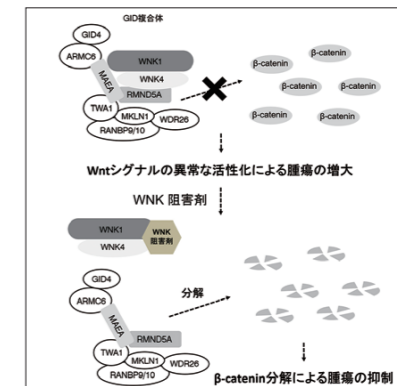 GID複合体
GID4
ARMC6
WNK1
WNK4
MAEA
RMND5A
TWA1
MKLN1
WDR26
RANBP9/10
β-catenin
β-catenin
β-catenin
β-catenin
β-catenin
β-catenin
β-catenin
Wntシグナルの異常な活性化による腫瘍の増大
WNK 阻害剤
WNK1
WNK4
WNK
阻害剤
GID4
ARMC6
分解
MAEA
RMND5A
TWA1
MKLN1
WDR26
RANBP9/10
β-catenin分解による腫瘍の抑制